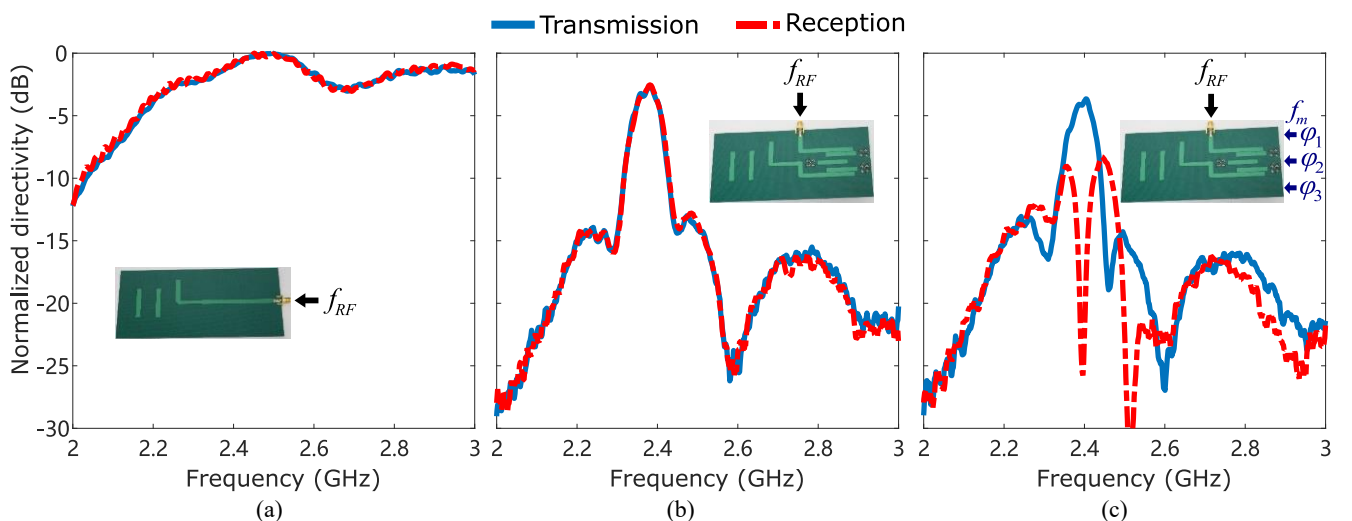 Transmission Reception
Normalized directivity (dB)
0
-5
-10
-15
-20
-25
-30
f_RF
2 2.2 2.4 2.6 2.8 3
Frequency (GHz)
(a)
f_RF
2 2.2 2.4 2.6 2.8 3
Frequency (GHz)
(b)
f_RF
f_m
φ1
φ2
φ3
2 2.2 2.4 2.6 2.8 3
Frequency (GHz)
(c)